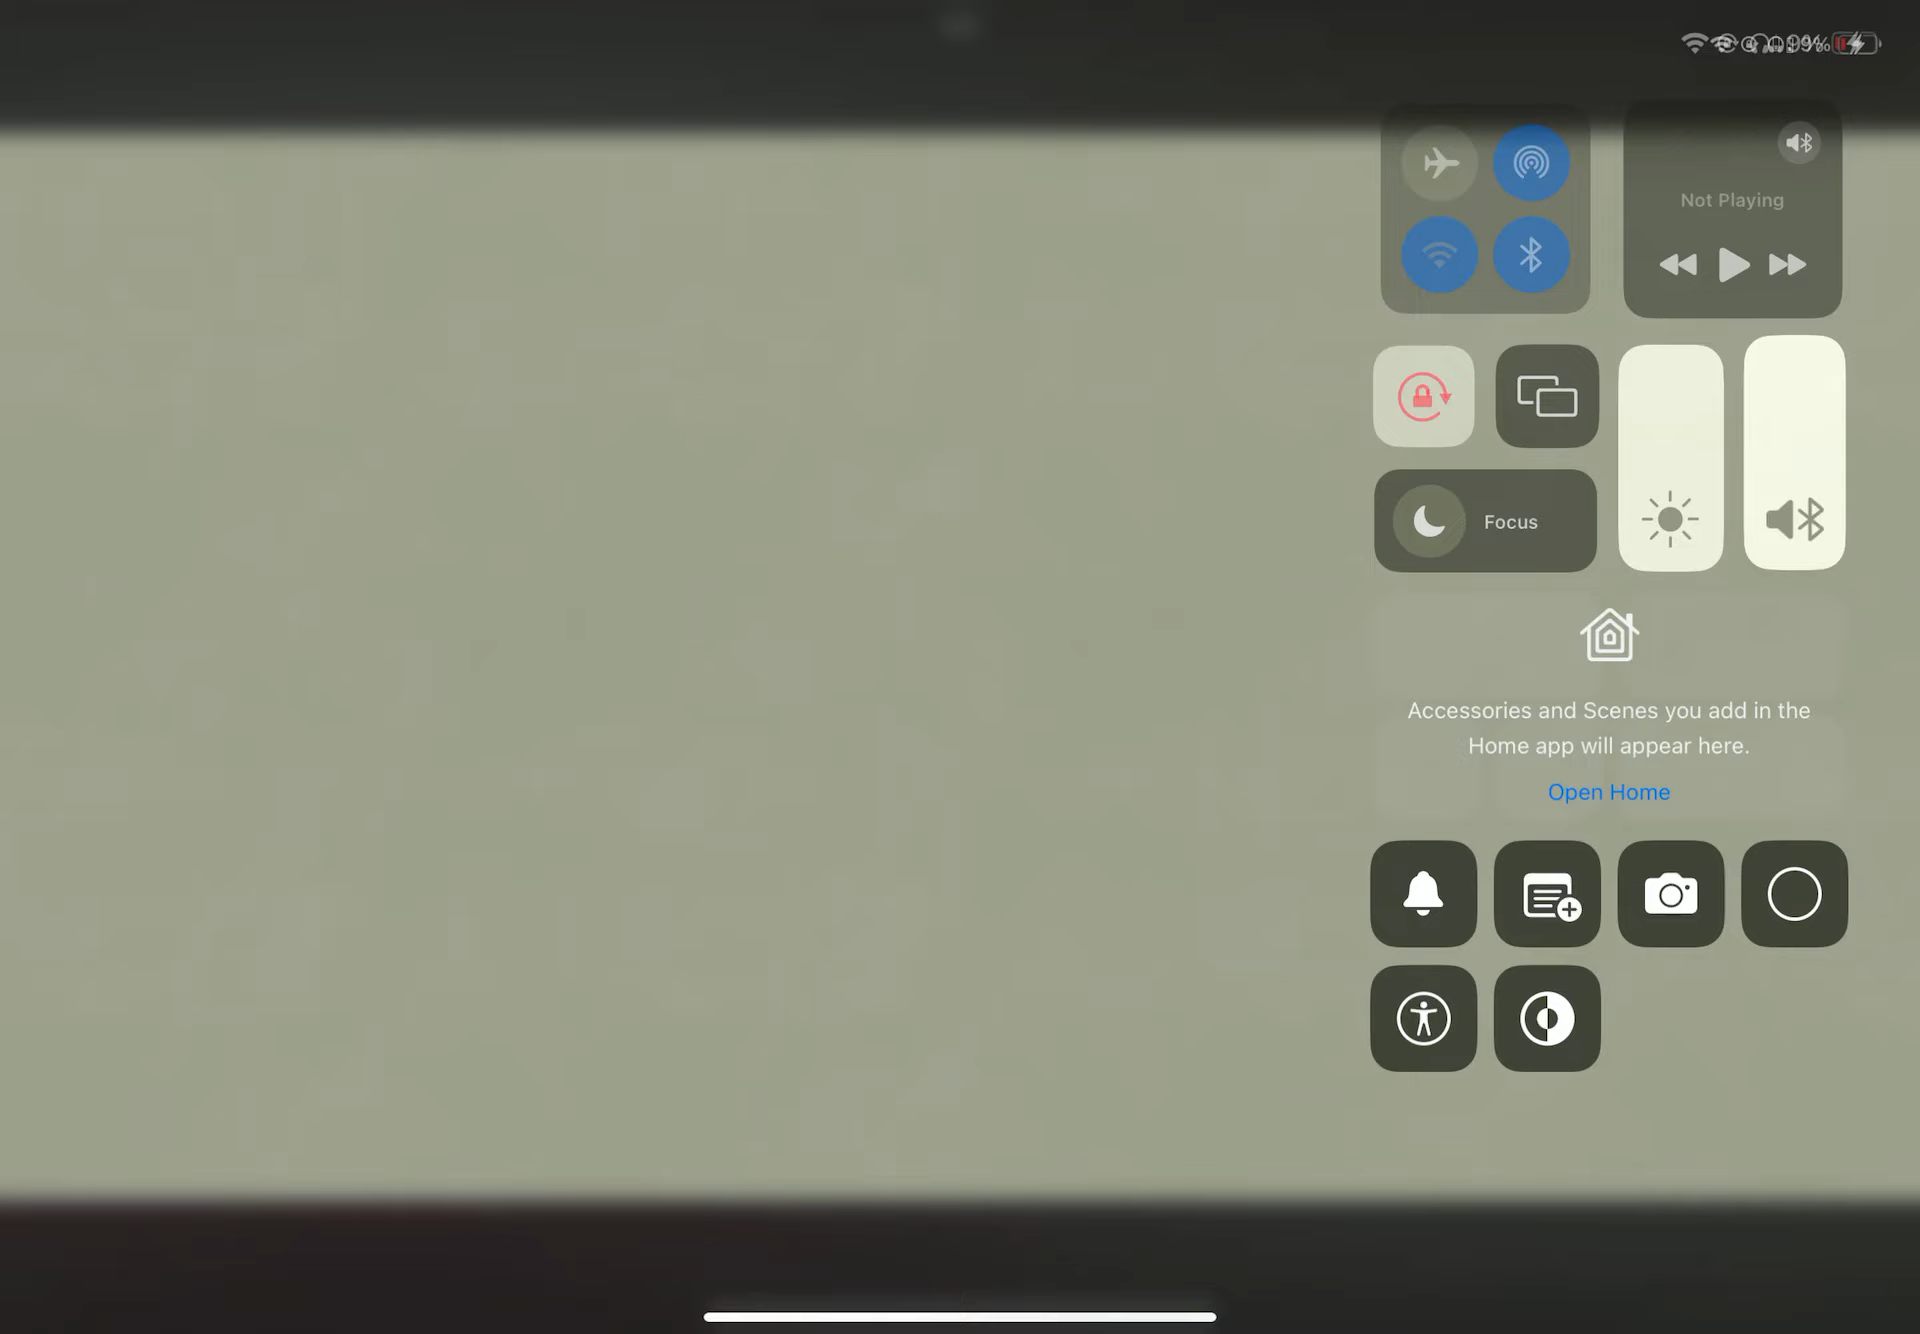 Not Playing
Focus
Accessories and Scenes you add in the
Home app will appear here.
Open Home